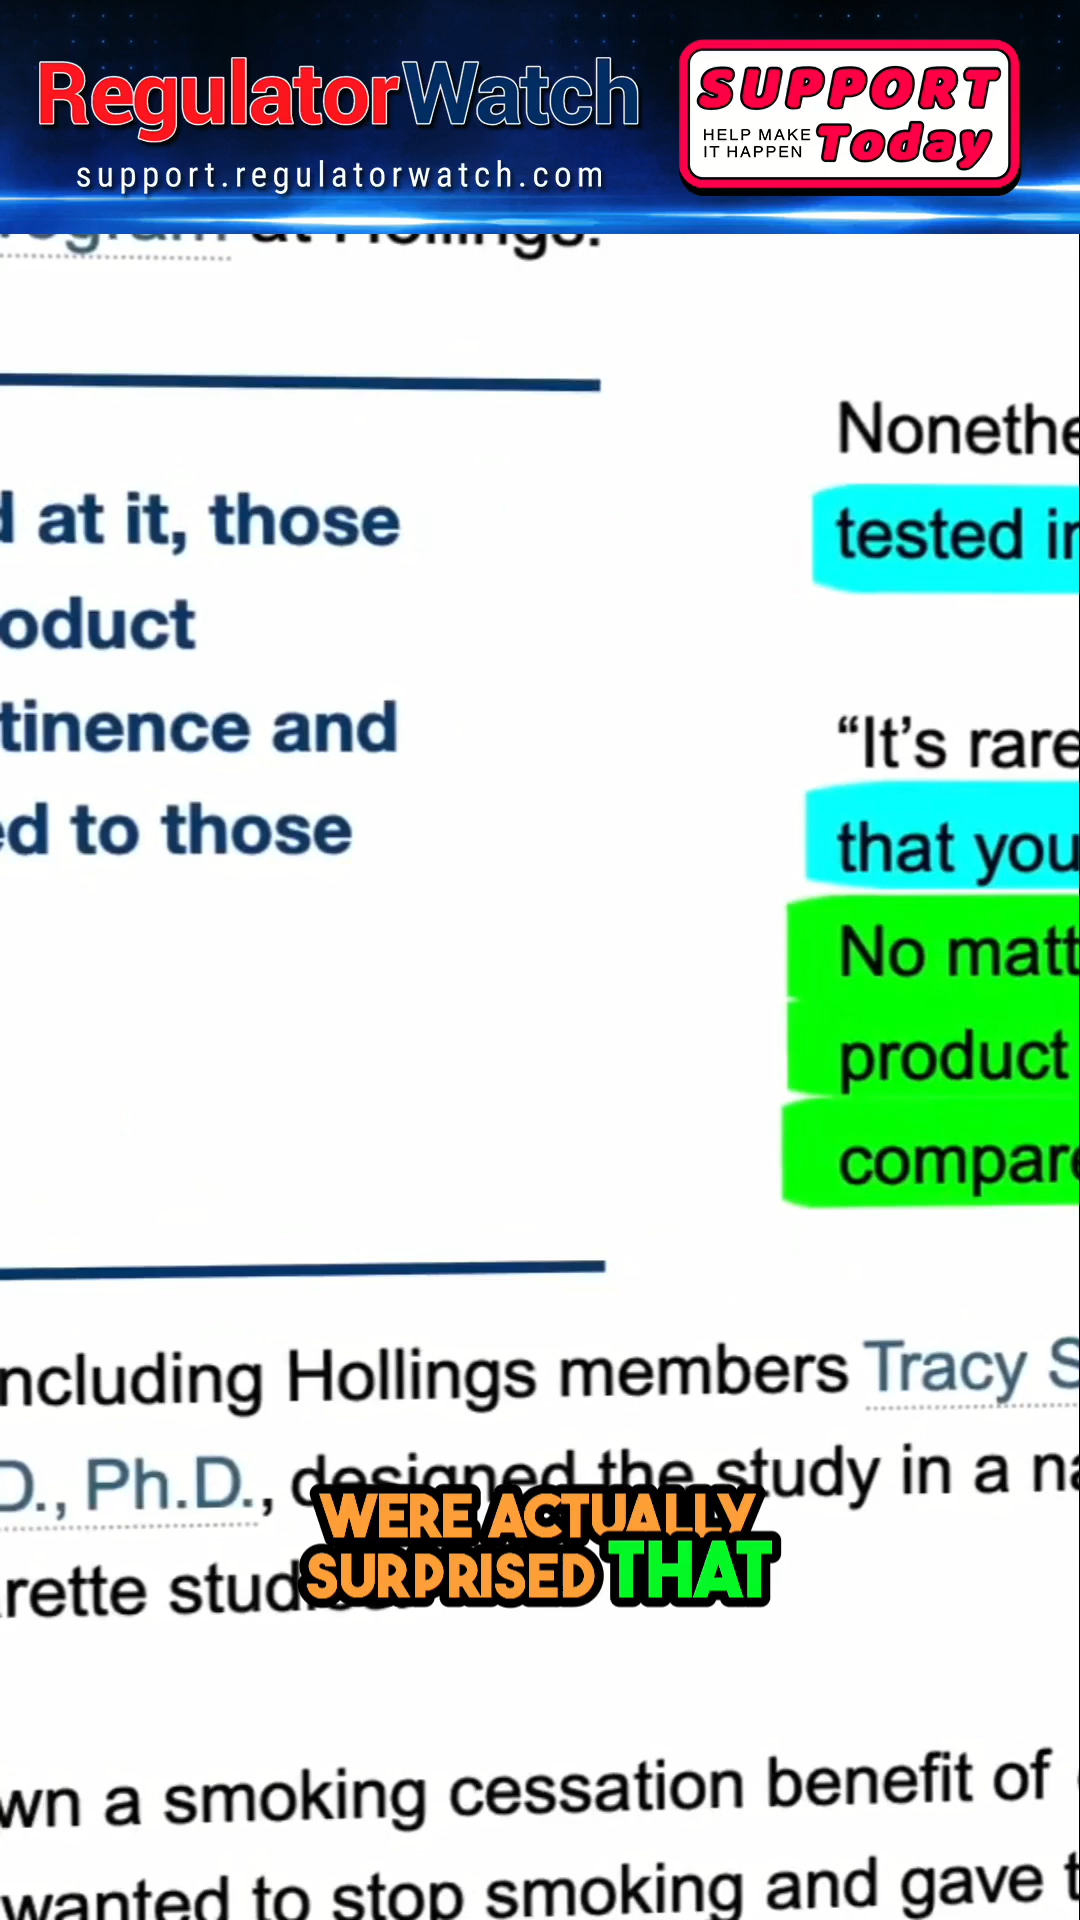 RegulatorWatch
support.regulatorwatch.com
SUPPORT
HELP MAKE
IT HAPPEN
Today
at Hollings.
at it, those
oduct
tinence and
ed to those
Nonethe
tested in
“It’s rare
that you
No matt
product
compare
ncluding Hollings members Tracy S
D., Ph.D., designed the study in a na
rette stud
WERE ACTUALLY
SURPRISED THAT
wn a smoking cessation benefit of
wanted to stop smoking and gave t